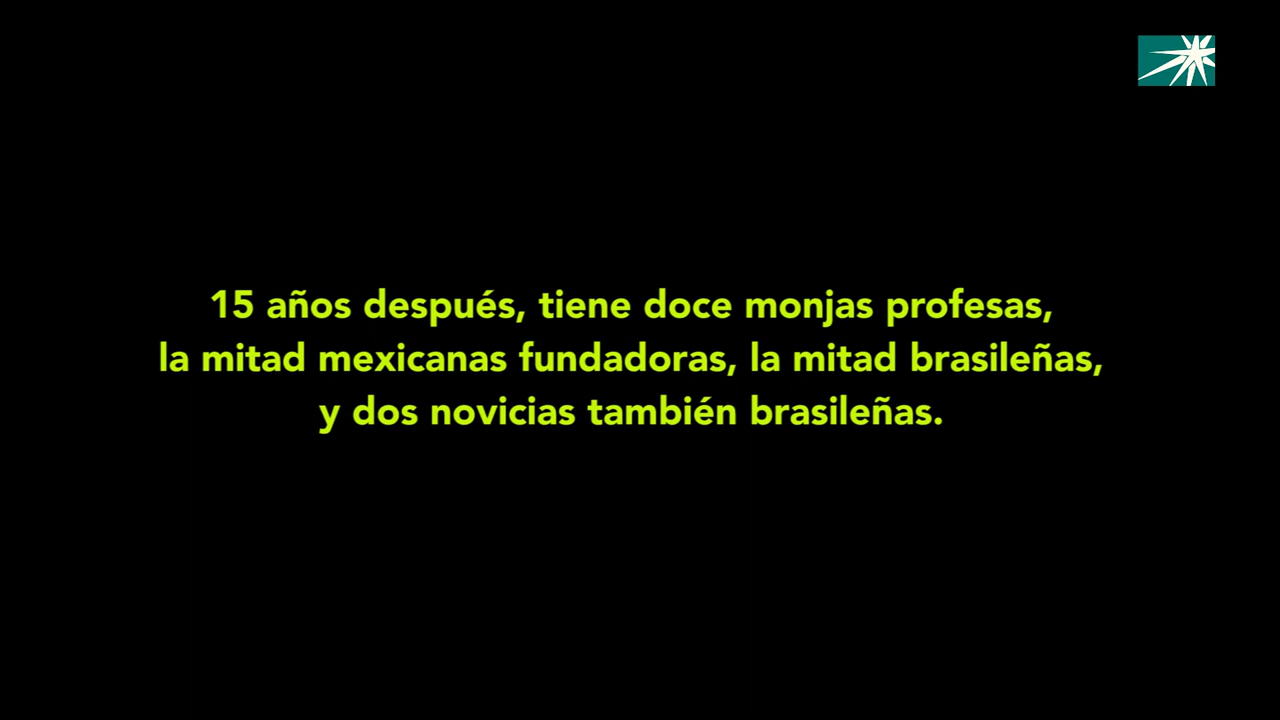 15 años después, tiene doce monjas profesas,
la mitad mexicanas fundadoras, la mitad brasileñas,
y dos novicias también brasileñas.